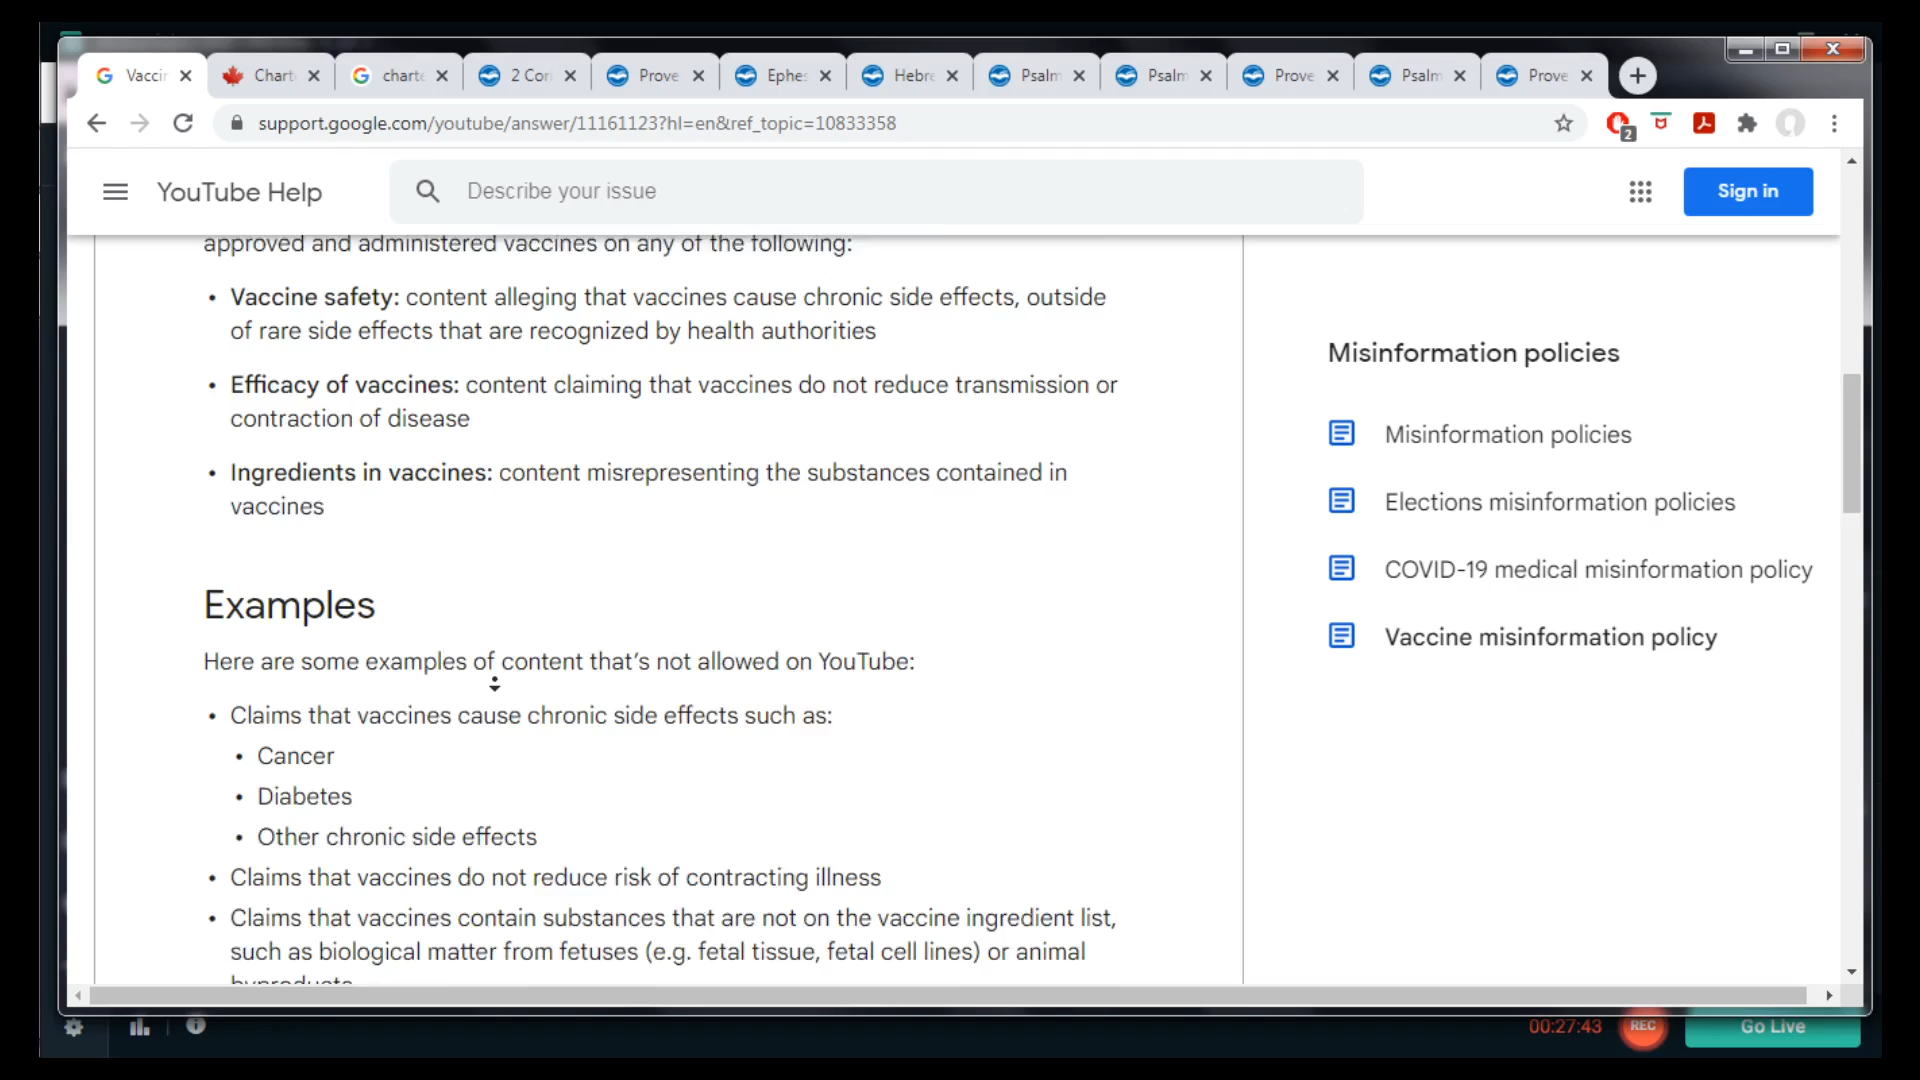 Vaccin
Charte
charte
2 Cori
Prove
Ephes
Hebre
Psalm
Psalm
Prove
Psalm
Prove
support.google.com/youtube/answer/11161123?hl=en&ref_topic=10833358
2
YouTube Help
Describe your issue
Sign in
approved and administered vaccines on any of the following:
• Vaccine safety: content alleging that vaccines cause chronic side effects, outside
of rare side effects that are recognized by health authorities
• Efficacy of vaccines: content claiming that vaccines do not reduce transmission or
contraction of disease
• Ingredients in vaccines: content misrepresenting the substances contained in
vaccines
Examples
Here are some examples of content that's not allowed on YouTube:
• Claims that vaccines cause chronic side effects such as:
• Cancer
• Diabetes
• Other chronic side effects
• Claims that vaccines do not reduce risk of contracting illness
• Claims that vaccines contain substances that are not on the vaccine ingredient list,
such as biological matter from fetuses (e.g. fetal tissue, fetal cell lines) or animal
byproducts
Misinformation policies
Misinformation policies
Elections misinformation policies
COVID-19 medical misinformation policy
Vaccine misinformation policy
00:27:43
REC
Go Live